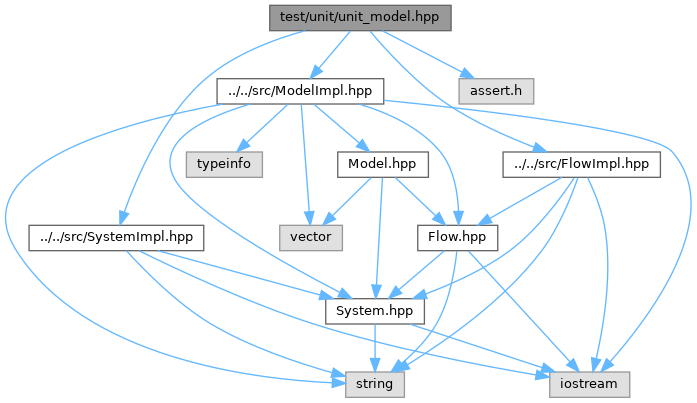 test/unit/unit_model.hpp
../../src/ModelImpl.hpp
assert.h
typeinfo
Model.hpp
../../src/FlowImpl.hpp
../../src/SystemImpl.hpp
vector
Flow.hpp
System.hpp
string
iostream